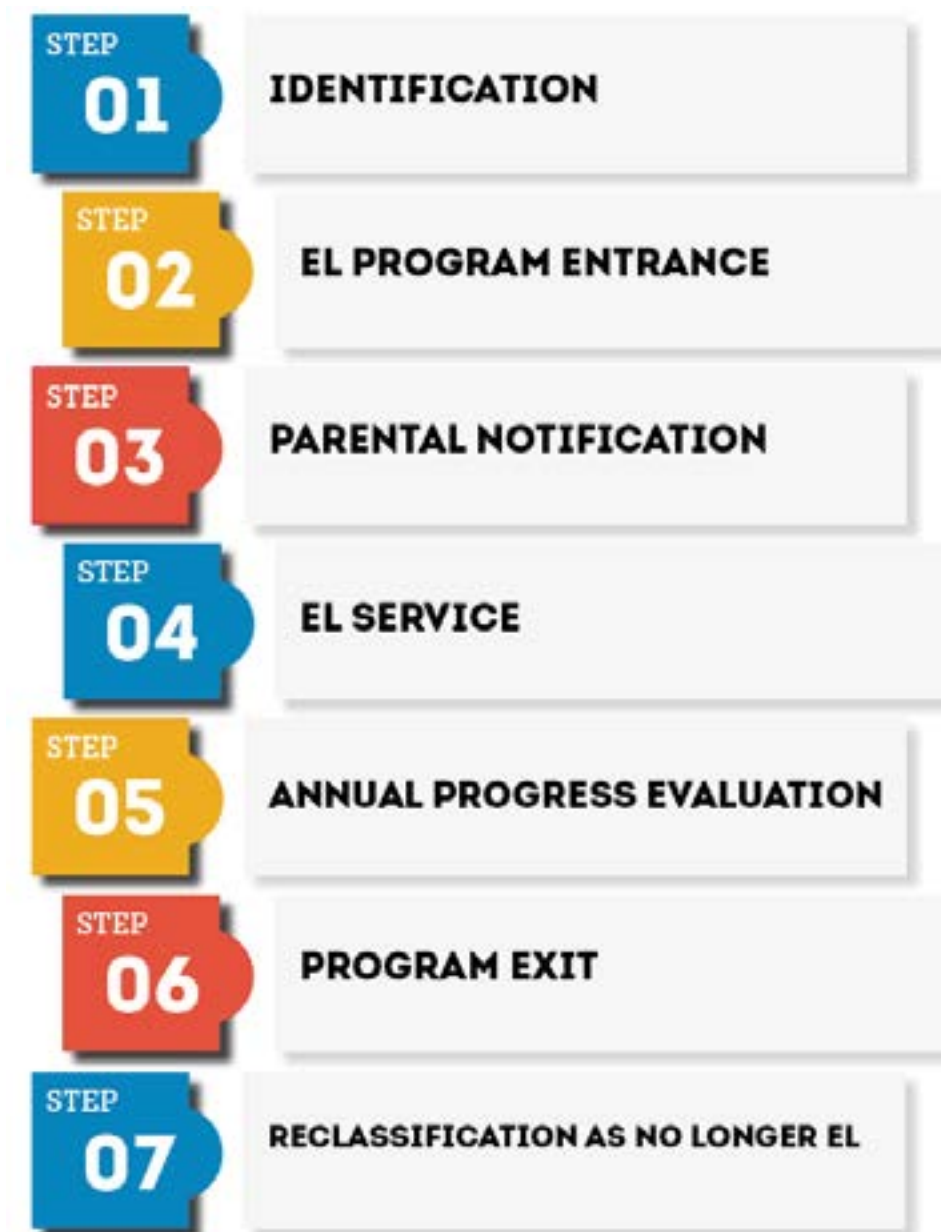 STEP
01
IDENTIFICATION
STEP
02
EL PROGRAM ENTRANCE
STEP
03
PARENTAL NOTIFICATION
STEP
04
EL SERVICE
STEP
05
ANNUAL PROGRESS EVALUATION
STEP
06
PROGRAM EXIT
STEP
07
RECLASSIFICATION AS NO LONGER EL